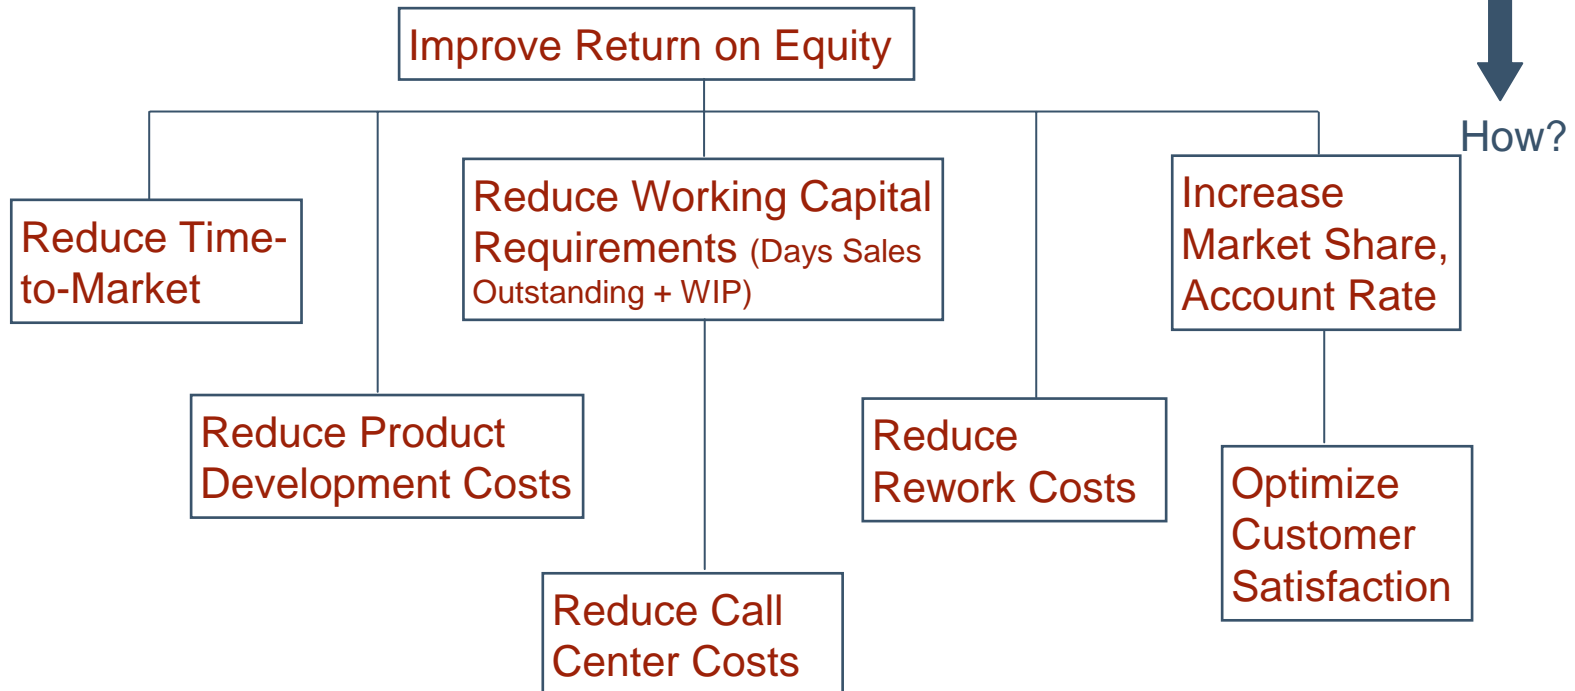 Improve Return on Equity
How?
Reduce Time-
to-Market
Reduce Working Capital
Requirements (Days Sales
Outstanding + WIP)
Increase
Market Share,
Account Rate
Reduce Product
Development Costs
Reduce
Rework Costs
Optimize
Customer
Satisfaction
Reduce Call
Center Costs